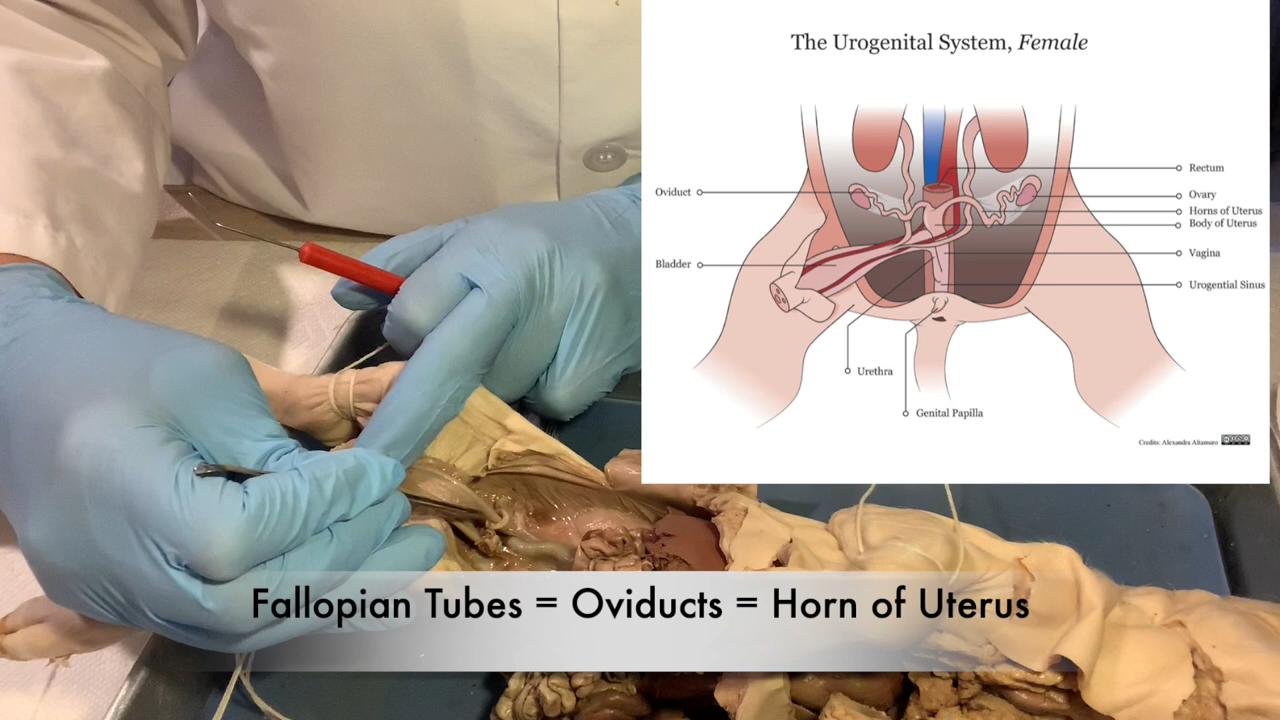 The Urogenital System, Female
Rectum
Oviduct
Ovary
Horns of Uterus
Body of Uterus
Vagina
Bladder
Urogential Sinus
Urethra
Genital Papilla
Credits: Alexandra Altamuro
Fallopian Tubes = Oviducts = Horn of Uterus